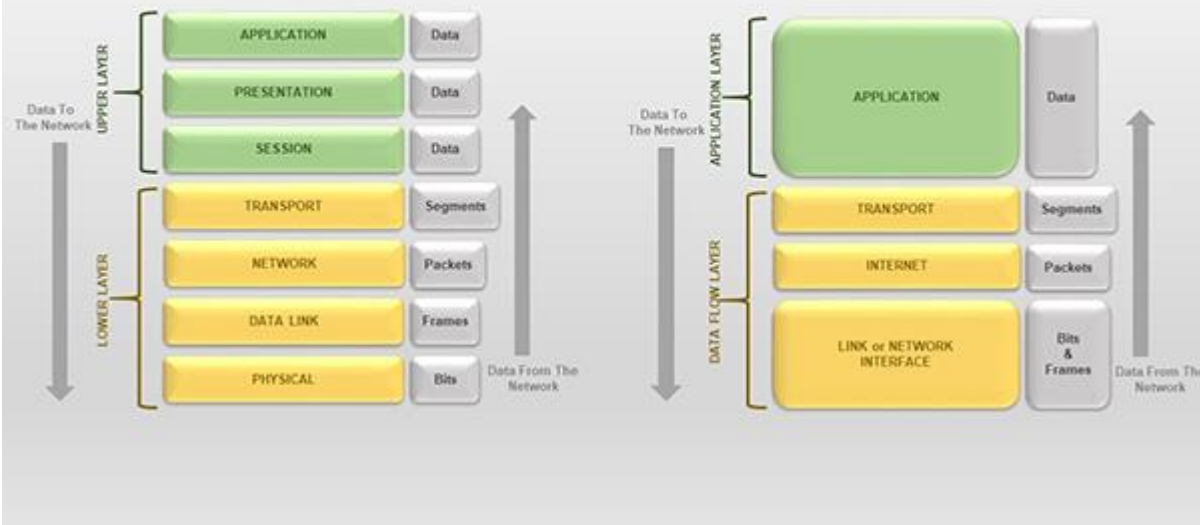 Data To
The Network
UPPER LAYER
APPLICATION
Data
PRESENTATION
Data
SESSION
Data
LOWER LAYER
TRANSPORT
Segments
NETWORK
Packets
DATA LINK
Frames
PHYSICAL
Bits
Data From The
Network
Data To
The Network
APPLICATION LAYER
APPLICATION
Data
DATA FLOW LAYER
TRANSPORT
Segments
INTERNET
Packets
LINK or NETWORK
INTERFACE
Bits
&
Frames
Data From The
Network